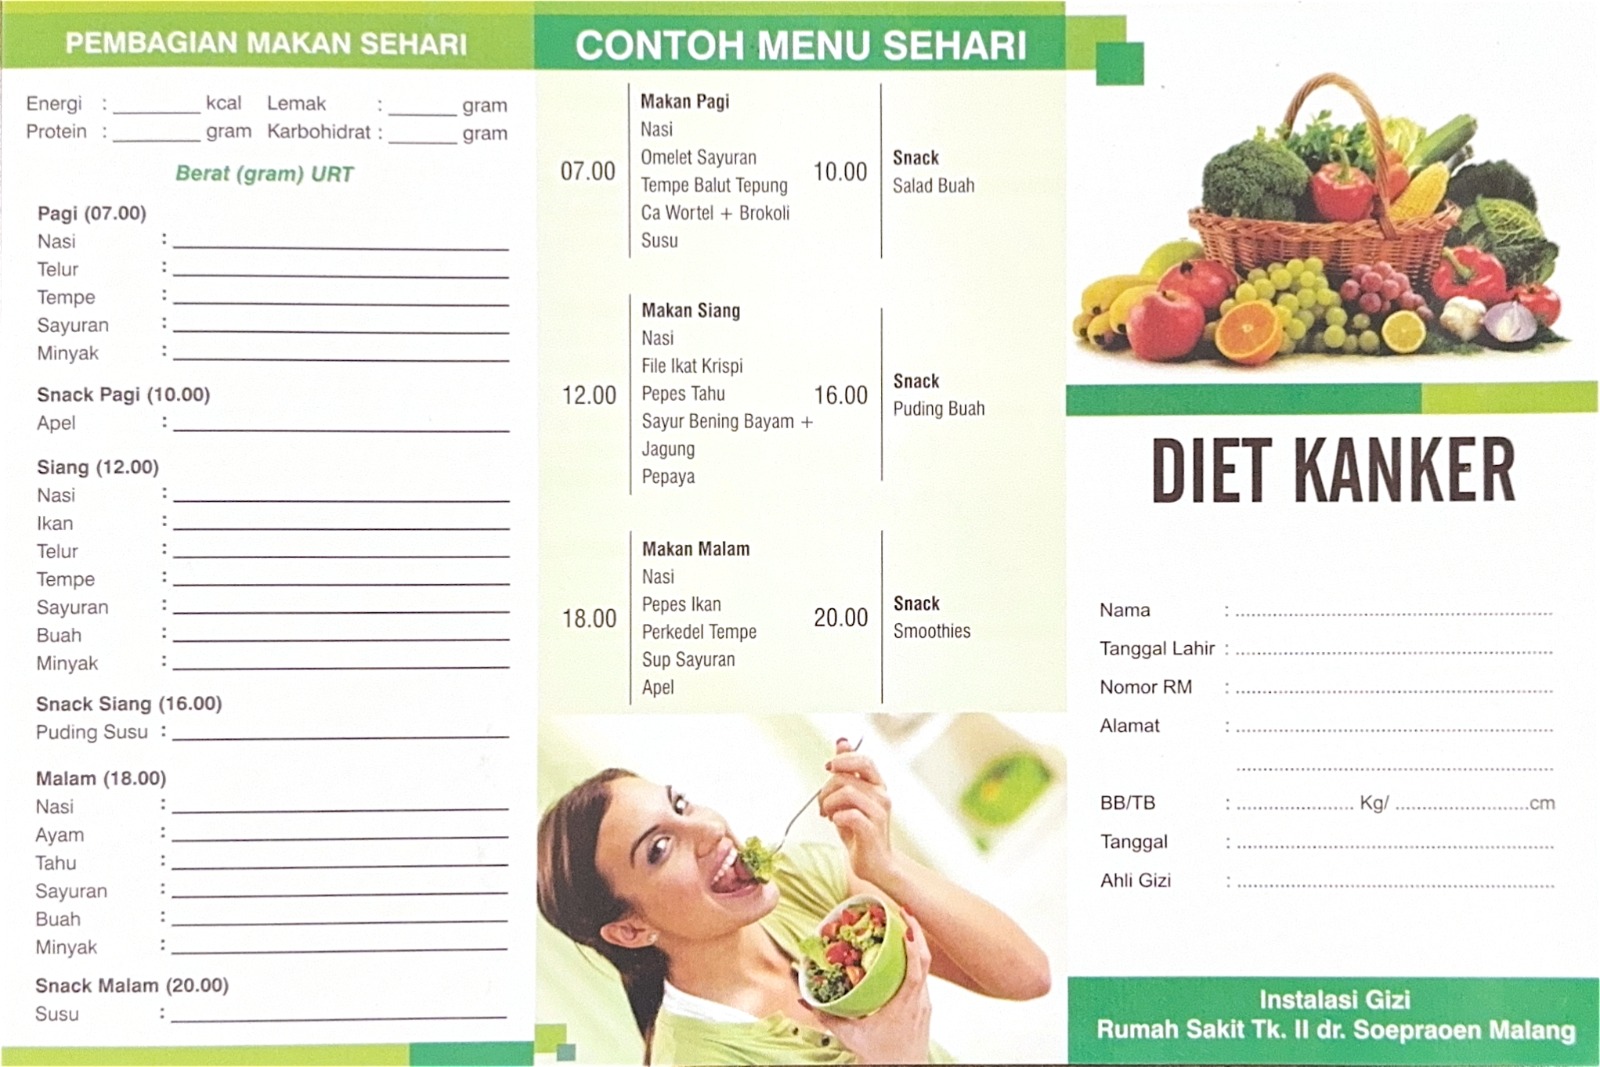 PEMBAGIAN MAKAN SEHARI
Energi : ________ kcal Lemak : ______ gram
Protein : ________ gram Karbohidrat : ______ gram
Berat (gram) URT
Pagi (07.00)
Nasi :
Telur :
Tempe :
Sayuran :
Minyak :
Snack Pagi (10.00)
Apel :
Siang (12.00)
Nasi :
Ikan :
Telur :
Tempe :
Sayuran :
Buah :
Minyak :
Snack Siang (16.00)
Puding Susu :
Malam (18.00)
Nasi :
Ayam :
Tahu :
Sayuran :
Buah :
Minyak :
Snack Malam (20.00)
Susu :
CONTOH MENU SEHARI
07.00
Makan Pagi
Nasi
Omelet Sayuran
Tempe Balut Tepung
Ca Wortel + Brokoli
Susu
10.00
Snack
Salad Buah
12.00
Makan Siang
Nasi
File Ikat Krispi
Pepes Tahu
Sayur Bening Bayam +
Jagung
Pepaya
16.00
Snack
Puding Buah
18.00
Makan Malam
Nasi
Pepes Ikan
Perkedel Tempe
Sup Sayuran
Apel
20.00
Snack
Smoothies
DIET KANKER
Nama :
Tanggal Lahir :
Nomor RM :
Alamat :
BB/TB : .................... Kg/ .......................cm
Tanggal :
Ahli Gizi :
Instalasi Gizi
Rumah Sakit Tk. II dr. Soepraoen Malang